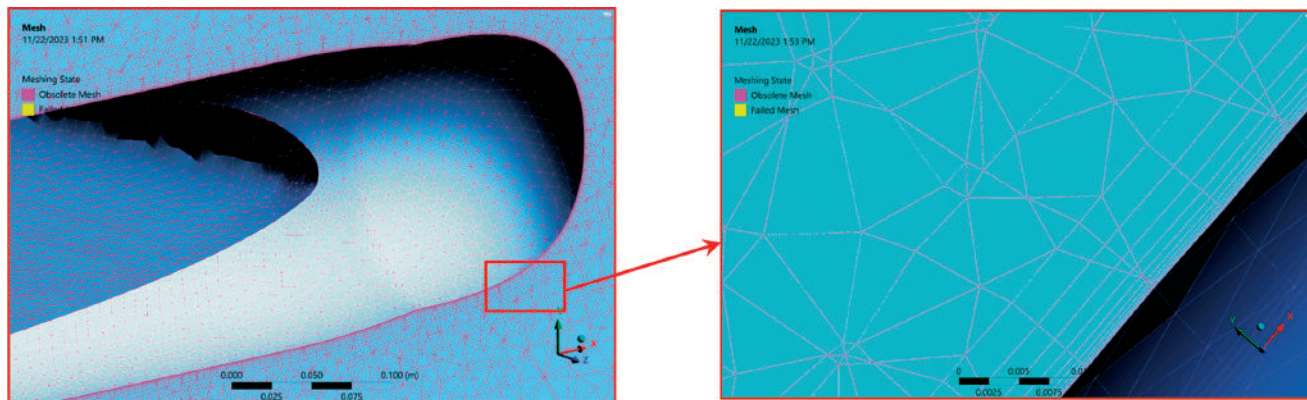 Mesh
11/22/2023 1:51 PM
Meshing State
Obsolete Mesh
Failed Mesh
X
Z
0.000 0.050 0.100 (m)
0.025 0.075
Mesh
11/22/2023 1:53 PM
Meshing State
Obsolete Mesh
Failed Mesh
Y
X
0 0.005
0.0025 0.0075